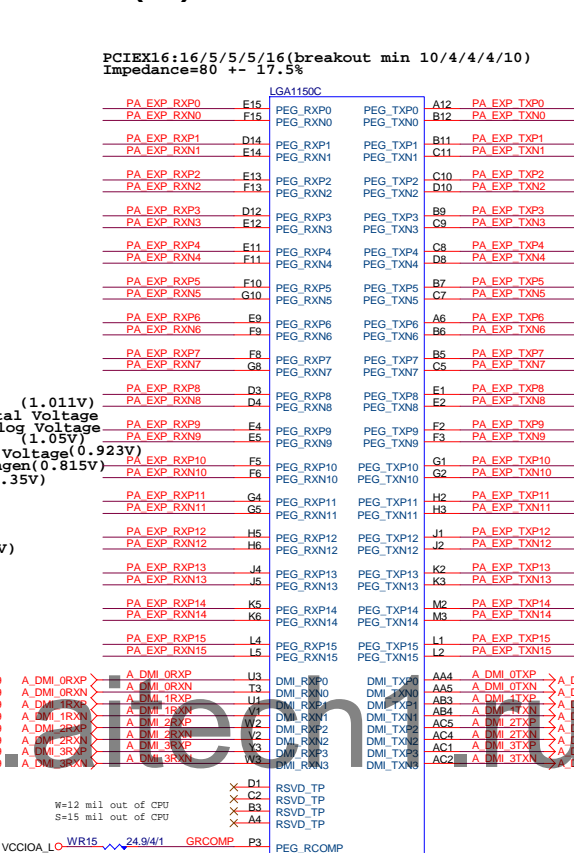 PCIEX16:16/5/5/5/16(breakout min 10/4/4/4/10)
Impedance=80 +- 17.5%
LGA1150C
PA_EXP_RXP0 E15 PEG_RXP0 PEG_TXP0 A12 PA_EXP_TXP0
PA_EXP_RXN0 F15 PEG_RXN0 PEG_TXN0 B12 PA_EXP_TXN0
PA_EXP_RXP1 D14 PEG_RXP1 PEG_TXP1 B11 PA_EXP_TXP1
PA_EXP_RXN1 E14 PEG_RXN1 PEG_TXN1 C11 PA_EXP_TXN1
PA_EXP_RXP2 E13 PEG_RXP2 PEG_TXP2 C10 PA_EXP_TXP2
PA_EXP_RXN2 F13 PEG_RXN2 PEG_TXN2 D10 PA_EXP_TXN2
PA_EXP_RXP3 D12 PEG_RXP3 PEG_TXP3 B9 PA_EXP_TXP3
PA_EXP_RXN3 E12 PEG_RXN3 PEG_TXN3 C9 PA_EXP_TXN3
PA_EXP_RXP4 E11 PEG_RXP4 PEG_TXP4 C8 PA_EXP_TXP4
PA_EXP_RXN4 F11 PEG_RXN4 PEG_TXN4 D8 PA_EXP_TXN4
PA_EXP_RXP5 F10 PEG_RXP5 PEG_TXP5 B7 PA_EXP_TXP5
PA_EXP_RXN5 G10 PEG_RXN5 PEG_TXN5 C7 PA_EXP_TXN5
PA_EXP_RXP6 E9 PEG_RXP6 PEG_TXP6 A6 PA_EXP_TXP6
PA_EXP_RXN6 F9 PEG_RXN6 PEG_TXN6 B6 PA_EXP_TXN6
PA_EXP_RXP7 F8 PEG_RXP7 PEG_TXP7 B5 PA_EXP_TXP7
PA_EXP_RXN7 G8 PEG_RXN7 PEG_TXN7 C5 PA_EXP_TXN7
PA_EXP_RXP8 D3 PEG_RXP8 PEG_TXP8 E1 PA_EXP_TXP8
(1.011V) PA_EXP_RXN8 D4 PEG_RXN8 PEG_TXN8 E2 PA_EXP_TXN8
tal Voltage
log Voltage PA_EXP_RXP9 E4 PEG_RXP9 PEG_TXP9 F2 PA_EXP_TXP9
(1.05V) PA_EXP_RXN9 E5 PEG_RXN9 PEG_TXN9 F3 PA_EXP_TXN9
Voltage(0.923V)
gen(0.815V) PA_EXP_RXP10 F5 PEG_RXP10 PEG_TXP10 G1 PA_EXP_TXP10
.35V) PA_EXP_RXN10 F6 PEG_RXN10 PEG_TXN10 G2 PA_EXP_TXN10
PA_EXP_RXP11 G4 PEG_RXP11 PEG_TXP11 H2 PA_EXP_TXP11
PA_EXP_RXN11 G5 PEG_RXN11 PEG_TXN11 H3 PA_EXP_TXN11
PA_EXP_RXP12 H5 PEG_RXP12 PEG_TXP12 J1 PA_EXP_TXP12
V) PA_EXP_RXN12 H6 PEG_RXN12 PEG_TXN12 J2 PA_EXP_TXN12
PA_EXP_RXP13 J4 PEG_RXP13 PEG_TXP13 K2 PA_EXP_TXP13
PA_EXP_RXN13 J5 PEG_RXN13 PEG_TXN13 K3 PA_EXP_TXN13
PA_EXP_RXP14 K5 PEG_RXP14 PEG_TXP14 M2 PA_EXP_TXP14
PA_EXP_RXN14 K6 PEG_RXN14 PEG_TXN14 M3 PA_EXP_TXN14
PA_EXP_RXP15 L4 PEG_RXP15 PEG_TXP15 L1 PA_EXP_TXP15
PA_EXP_RXN15 L5 PEG_RXN15 PEG_TXN15 L2 PA_EXP_TXN15
A_DMI_0RXP A_DMI_0RXP U3 DMI_RXP0 DMI_TXP0 AA4 A_DMI_0TXP
A_DMI_0RXN A_DMI_0RXN T3 DMI_RXN0 DMI_TXN0 AA5 A_DMI_0TXN
A_DMI_1RXP A_DMI_1RXP U1 DMI_RXP1 DMI_TXP1 AB3 A_DMI_1TXP
A_DMI_1RXN A_DMI_1RXN V1 DMI_RXN1 DMI_TXN1 AB4 A_DMI_1TXN
A_DMI_2RXP A_DMI_2RXP W2 DMI_RXP2 DMI_TXP2 AC5 A_DMI_2TXP
A_DMI_2RXN A_DMI_2RXN V2 DMI_RXN2 DMI_TXN2 AC4 A_DMI_2TXN
A_DMI_3RXP A_DMI_3RXP Y3 DMI_RXP3 DMI_TXP3 AC1 A_DMI_3TXP
A_DMI_3RXN A_DMI_3RXN W3 DMI_RXN3 DMI_TXN3 AC2 A_DMI_3TXN
D1 RSVD_TP
C2 RSVD_TP
W=12 mil out of CPU B3 RSVD_TP
S=15 mil out of CPU A4 RSVD_TP
VCCIOA_L WR15 24.9/4/1 GRCOMP P3 PEG_RCOMP